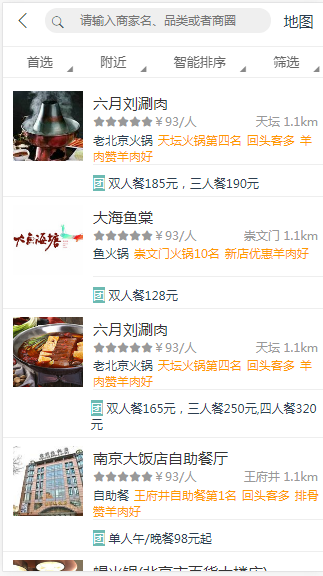 请输入商家名、品类或者商圈 地图
首选 附近 智能排序 筛选
六月刘涮肉
★★★★★￥93/人 天坛 1.1km
老北京火锅 天坛火锅第四名 回头客多 羊
肉赞羊肉好
团 双人餐185元，三人餐190元
大海鱼棠
★★★★★￥93/人 崇文门 1.1km
鱼火锅 崇文门火锅10名 新店优惠羊肉好
团 双人餐128元
六月刘涮肉
★★★★★￥93/人 天坛 1.1km
老北京火锅 天坛火锅第四名 回头客多 羊
肉赞羊肉好
团 双人餐165元，三人餐250元,四人餐320
元
南京大饭店自助餐厅
★★★★★￥93/人 王府井 1.1km
自助餐 王府井自助餐第1名 回头客多 排骨
赞羊肉好
团 单人午/晚餐98元起